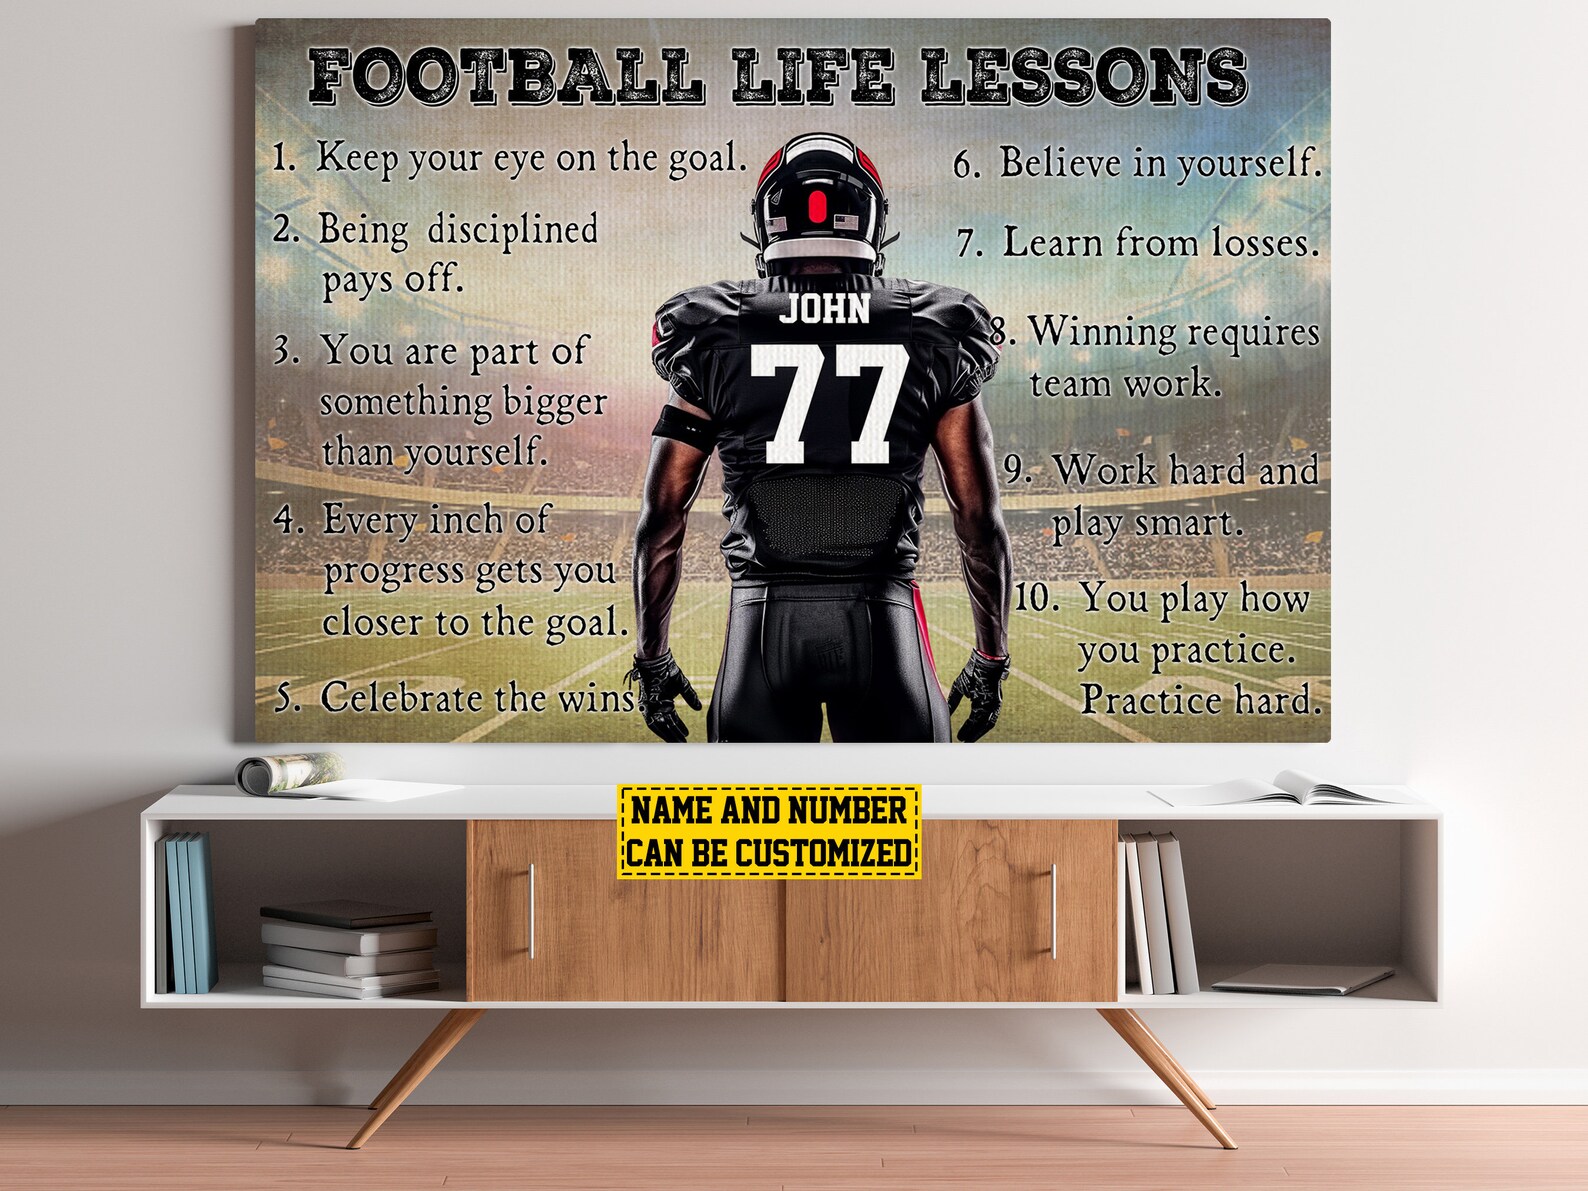 FOOTBALL LIFE LESSONS
1. Keep your eye on the goal.
2. Being disciplined
pays off.
3. You are part of
something bigger
than yourself.
4. Every inch of
progress gets you
closer to the goal.
5. Celebrate the wins.
6. Believe in yourself.
7. Learn from losses.
8. Winning requires
team work.
9. Work hard and
play smart.
10. You play how
you practice.
Practice hard.
JOHN
77
NAME AND NUMBER
CAN BE CUSTOMIZED